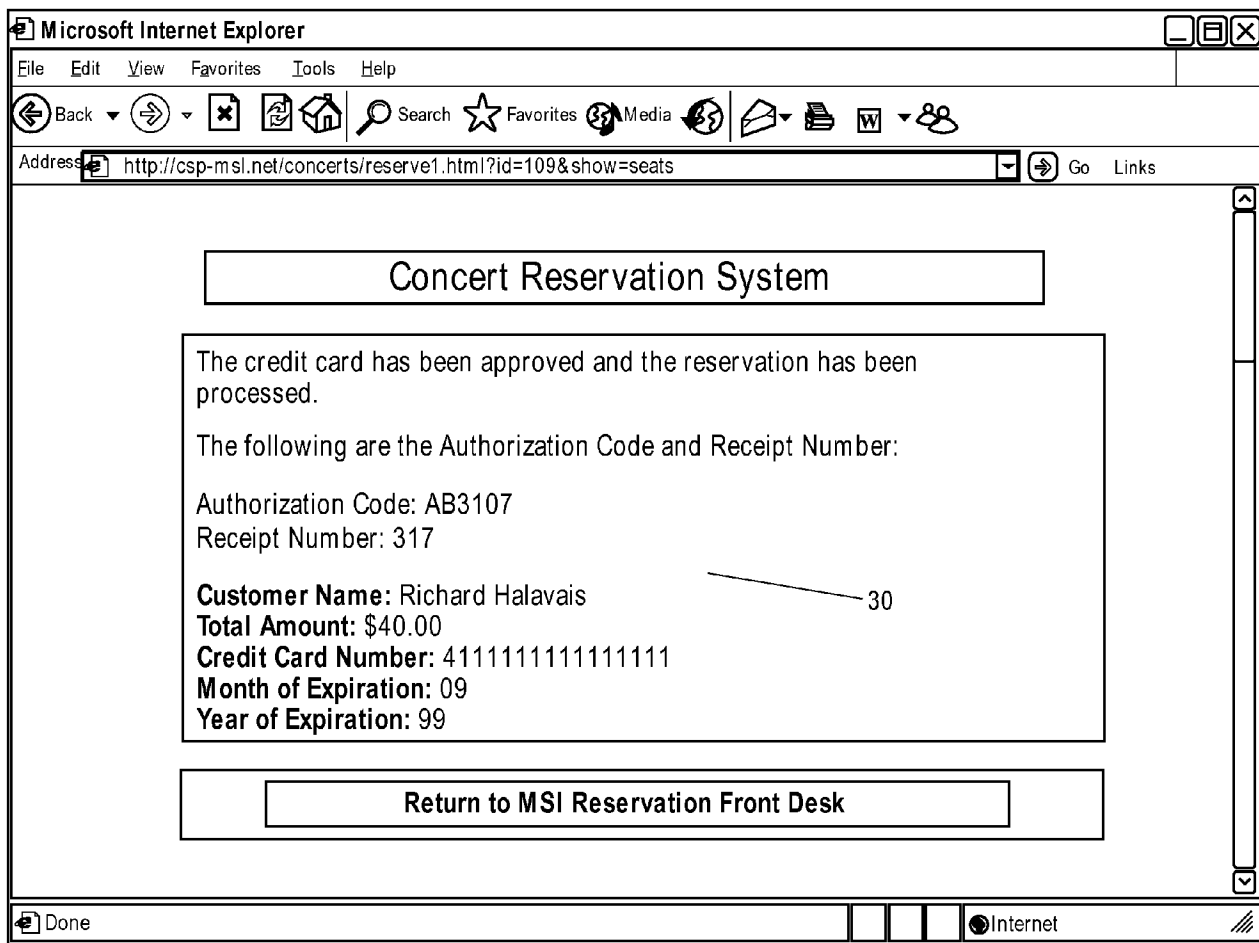 Microsoft Internet Explorer
File Edit View Favorites Tools Help
Back Search Favorites Media W
Address http://csp-msl.net/concerts/reserve1.html?id=109&show=seats Go Links
Concert Reservation System
The credit card has been approved and the reservation has been
processed.
The following are the Authorization Code and Receipt Number:
Authorization Code: AB3107
Receipt Number: 317
30
Customer Name: Richard Halavais
Total Amount: $40.00
Credit Card Number: 4111111111111111
Month of Expiration: 09
Year of Expiration: 99
Return to MSI Reservation Front Desk
Done Internet